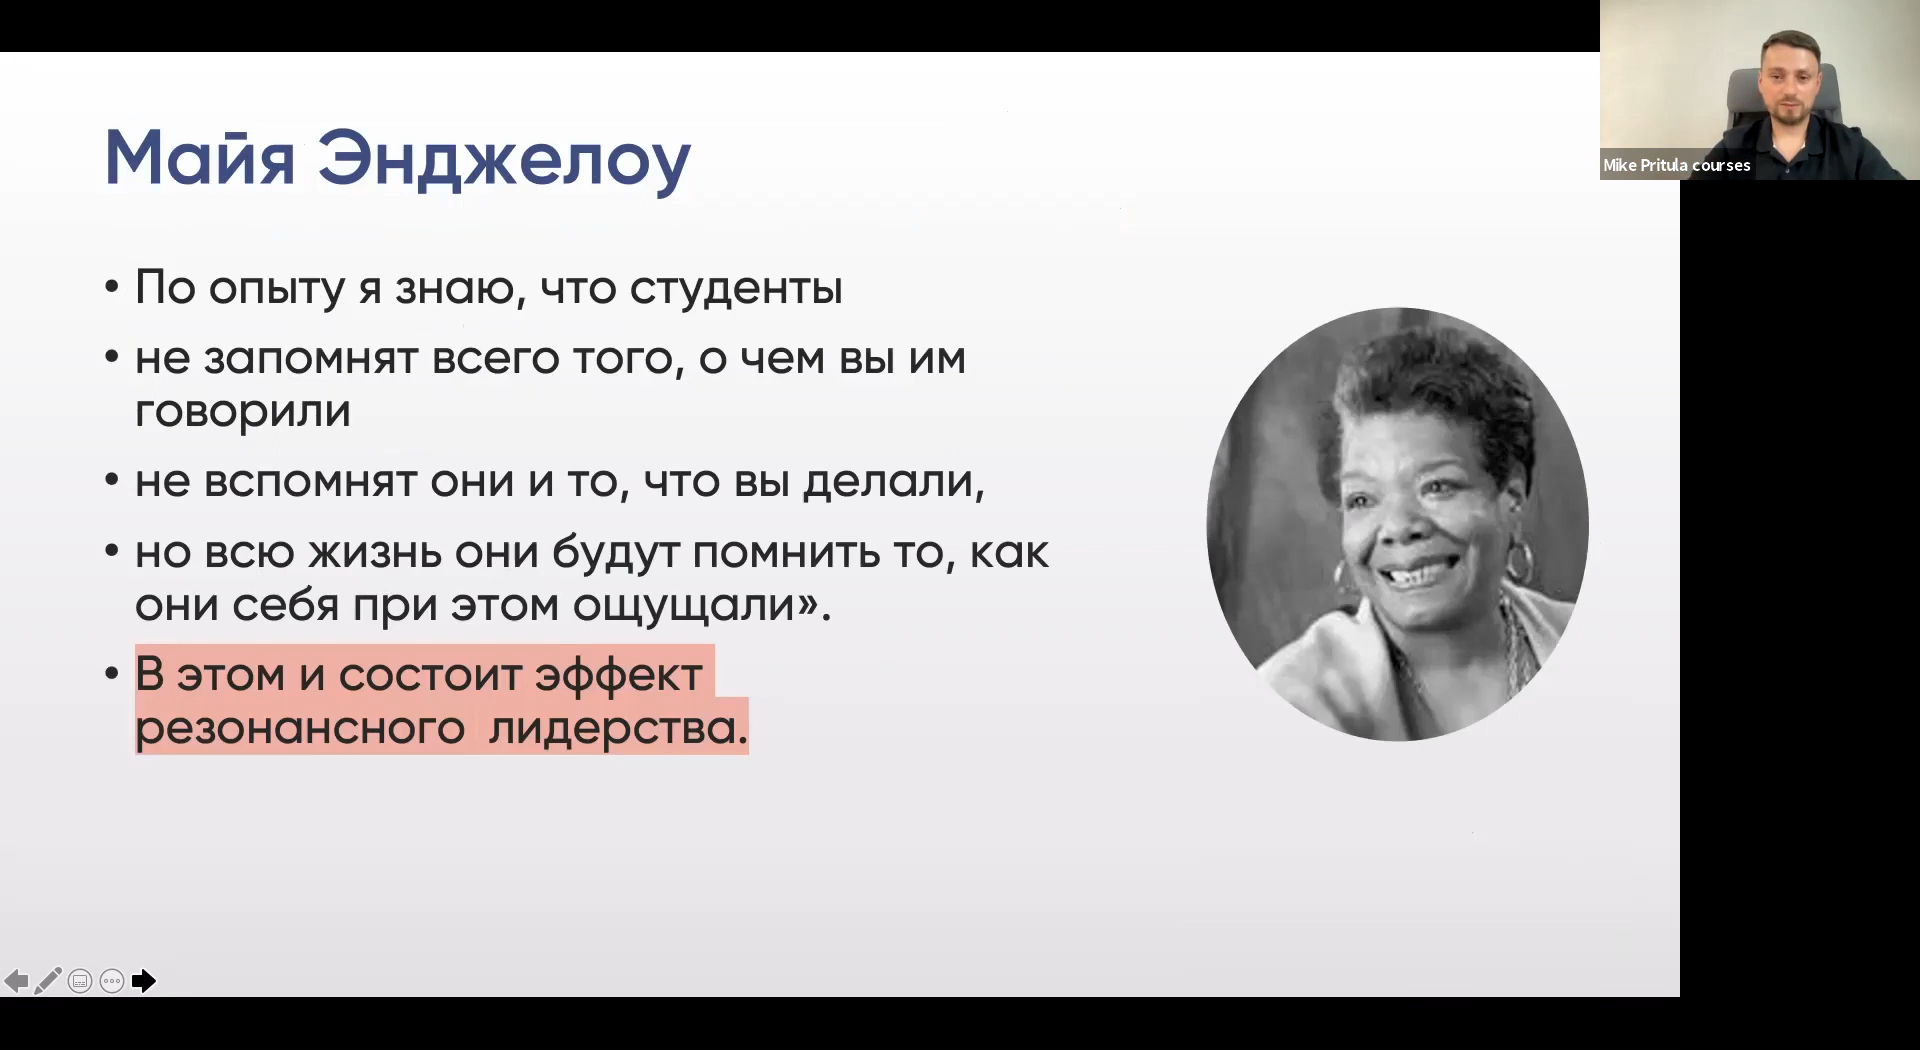 Mike Pritula courses
Майя Энджелоу
• По опыту я знаю, что студенты
• не запомнят всего того, о чем вы им
говорили
• не вспомнят они и то, что вы делали,
• но всю жизнь они будут помнить то, как
они себя при этом ощущали».
• В этом и состоит эффект
резонансного  лидерства.